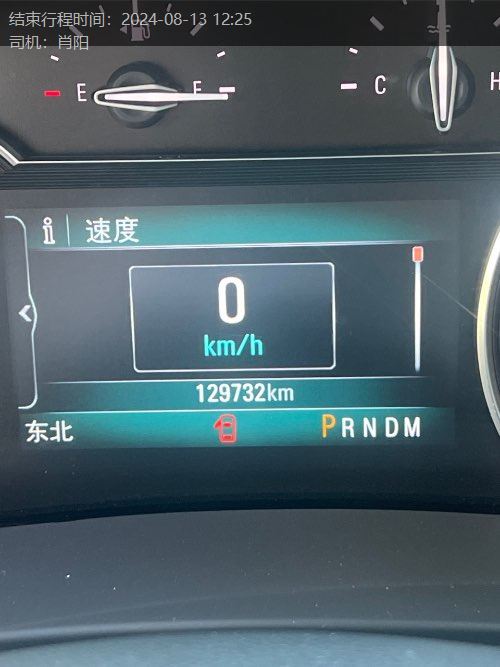 结束行程时间：2024-08-13 12:25
司机：肖阳
E F C H
i 速度
0
km/h
129732km
东北 PRNDM